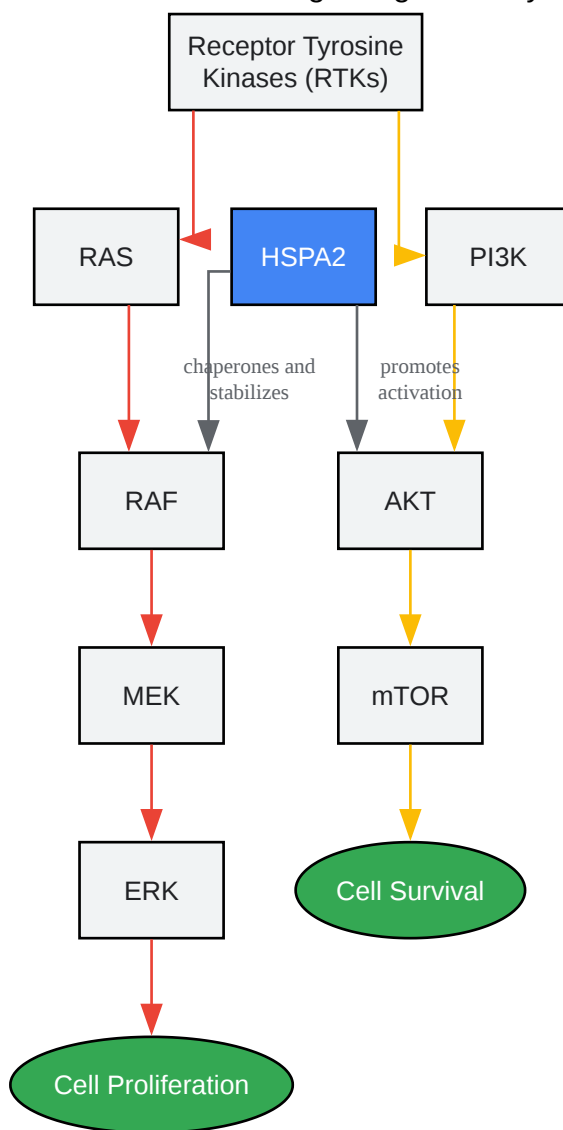 Receptor Tyrosine
Kinases (RTKs)
RAS
HSPA2
PI3K
chaperones and
stabilizes
promotes
activation
RAF
AKT
MEK
mTOR
ERK
Cell Survival
Cell Proliferation